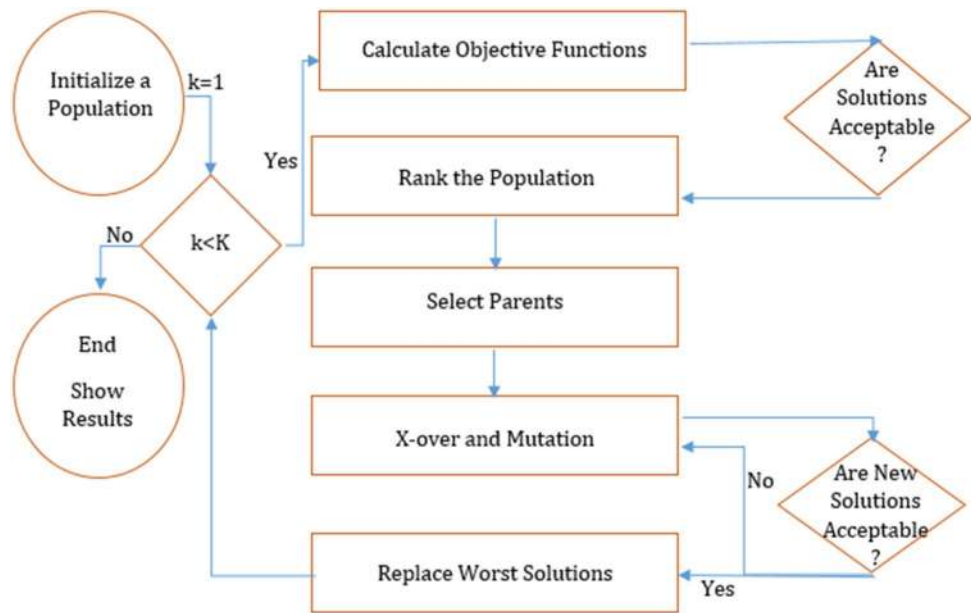 Initialize a
Population
k=1
k<K
Yes
No
End
Show
Results
Calculate Objective Functions
Are
Solutions
Acceptable
?
Rank the Population
Select Parents
X-over and Mutation
Are New
Solutions
Acceptable
?
No
Yes
Replace Worst Solutions